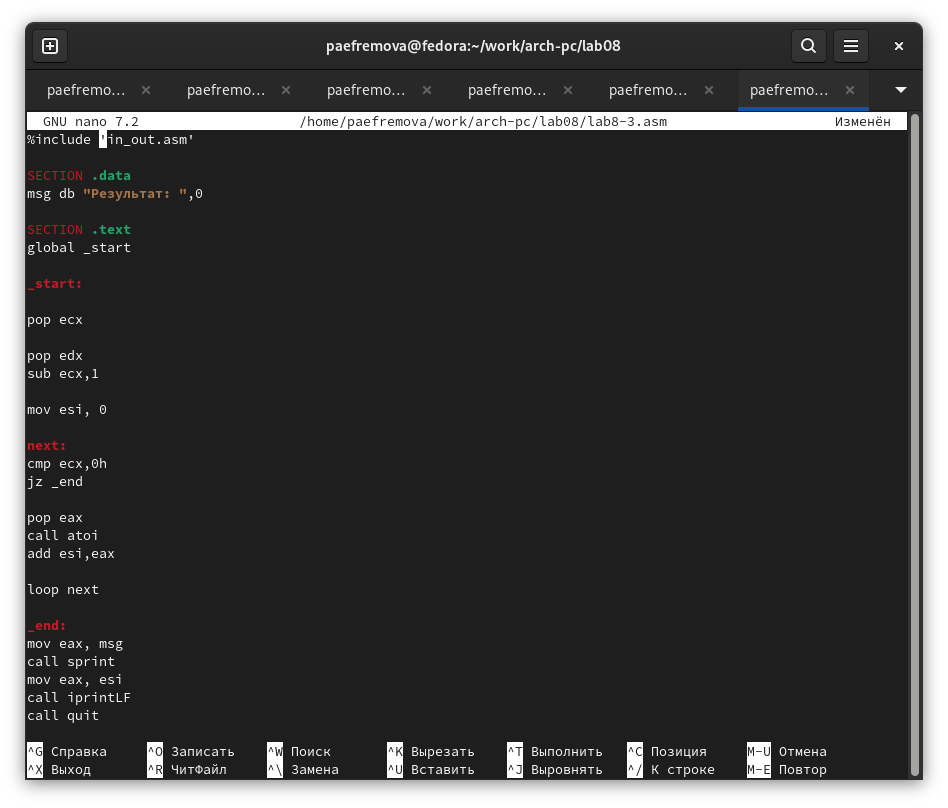 paefremova@fedora:~/work/arch-pc/lab08
paefremo... paefremo... paefremo... paefremo... paefremo... paefremo...
GNU nano 7.2 /home/paefremova/work/arch-pc/lab08/lab8-3.asm Изменён
%include 'in_out.asm'
SECTION .data
msg db "Результат: ",0
SECTION .text
global _start
_start:
pop ecx
pop edx
sub ecx,1
mov esi, 0
next:
cmp ecx,0h
jz _end
pop eax
call atoi
add esi,eax
loop next
_end:
mov eax, msg
call sprint
mov eax, esi
call iprintLF
call quit
^G Справка ^O Записать ^W Поиск ^K Вырезать ^T Выполнить ^C Позиция M-U Отмена
^X Выход ^R ЧитФайл ^\ Замена ^U Вставить ^J Выровнять ^/ К строке M-E Повтор